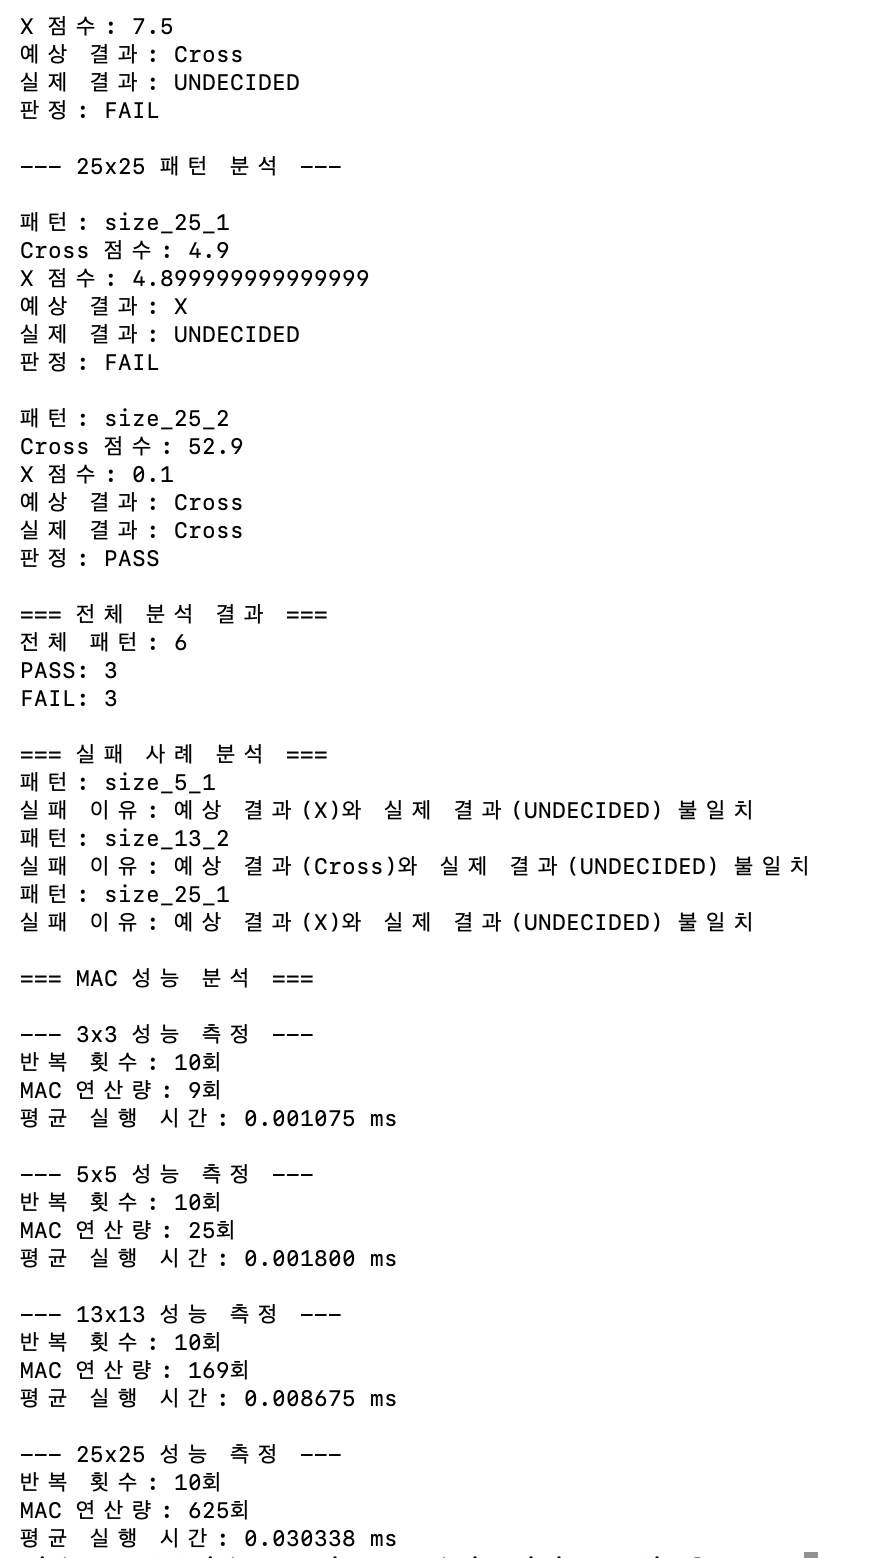 X 점수: 7.5
예상 결과: Cross
실제 결과: UNDECIDED
판정: FAIL
--- 25x25 패턴 분석 ---
패턴: size_25_1
Cross 점수: 4.9
X 점수: 4.899999999999999
예상 결과: X
실제 결과: UNDECIDED
판정: FAIL
패턴: size_25_2
Cross 점수: 52.9
X 점수: 0.1
예상 결과: Cross
실제 결과: Cross
판정: PASS
=== 전체 분석 결과 ===
전체 패턴: 6
PASS: 3
FAIL: 3
=== 실패 사례 분석 ===
패턴: size_5_1
실패 이유: 예상 결과(X)와 실제 결과(UNDECIDED) 불일치
패턴: size_13_2
실패 이유: 예상 결과(Cross)와 실제 결과(UNDECIDED) 불일치
패턴: size_25_1
실패 이유: 예상 결과(X)와 실제 결과(UNDECIDED) 불일치
=== MAC 성능 분석 ===
--- 3x3 성능 측정 ---
반복 횟수: 10회
MAC 연산량: 9회
평균 실행 시간: 0.001075 ms
--- 5x5 성능 측정 ---
반복 횟수: 10회
MAC 연산량: 25회
평균 실행 시간: 0.001800 ms
--- 13x13 성능 측정 ---
반복 횟수: 10회
MAC 연산량: 169회
평균 실행 시간: 0.008675 ms
--- 25x25 성능 측정 ---
반복 횟수: 10회
MAC 연산량: 625회
평균 실행 시간: 0.030338 ms